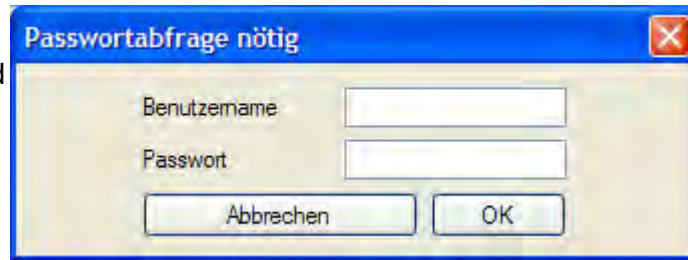 Passwortabfrage nötig
d
Benutzername
Passwort
Abbrechen OK